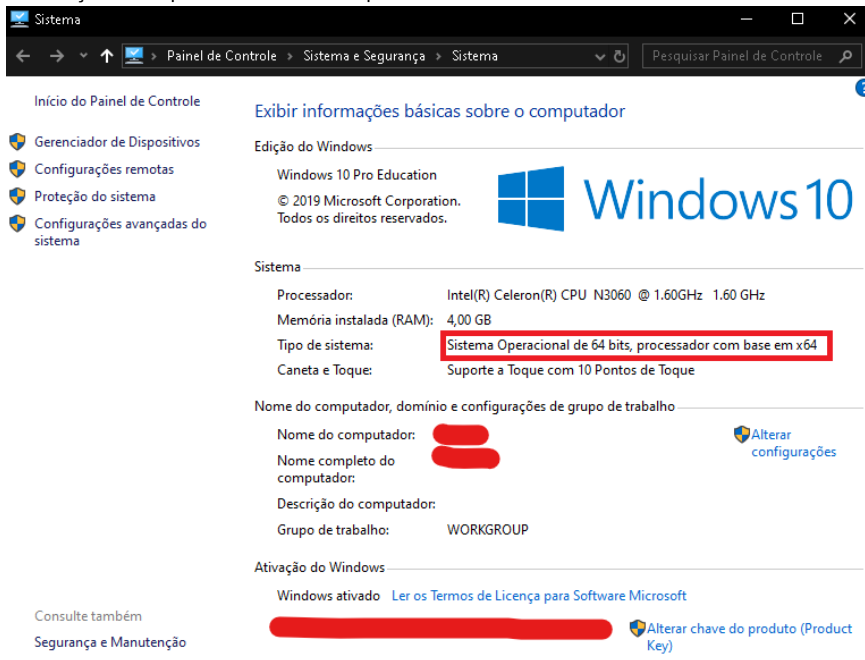 Sistema
Painel de Controle > Sistema e Segurança > Sistema
Pesquisar Painel de Controle
Início do Painel de Controle
Gerenciador de Dispositivos
Configurações remotas
Proteção do sistema
Configurações avançadas do
sistema
Exibir informações básicas sobre o computador
Edição do Windows
Windows 10 Pro Education
© 2019 Microsoft Corporation.
Todos os direitos reservados.
Windows 10
Sistema
Processador: Intel(R) Celeron(R) CPU N3060 @ 1.60GHz 1.60 GHz
Memória instalada (RAM): 4,00 GB
Tipo de sistema: Sistema Operacional de 64 bits, processador com base em x64
Caneta e Toque: Suporte a Toque com 10 Pontos de Toque
Nome do computador, domínio e configurações de grupo de trabalho
Nome do computador:
Nome completo do
computador:
Descrição do computador:
Grupo de trabalho: WORKGROUP
Alterar
configurações
Ativação do Windows
Windows ativado Ler os Termos de Licença para Software Microsoft
Alterar chave do produto (Product
Key)
Consulte também
Segurança e Manutenção